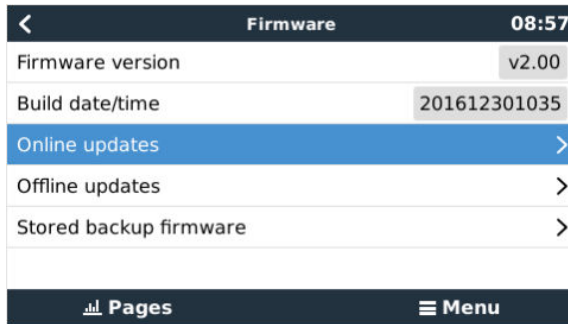 Firmware 08:57
Firmware version v2.00
Build date/time 201612301035
Online updates
Offline updates
Stored backup firmware
Pages Menu